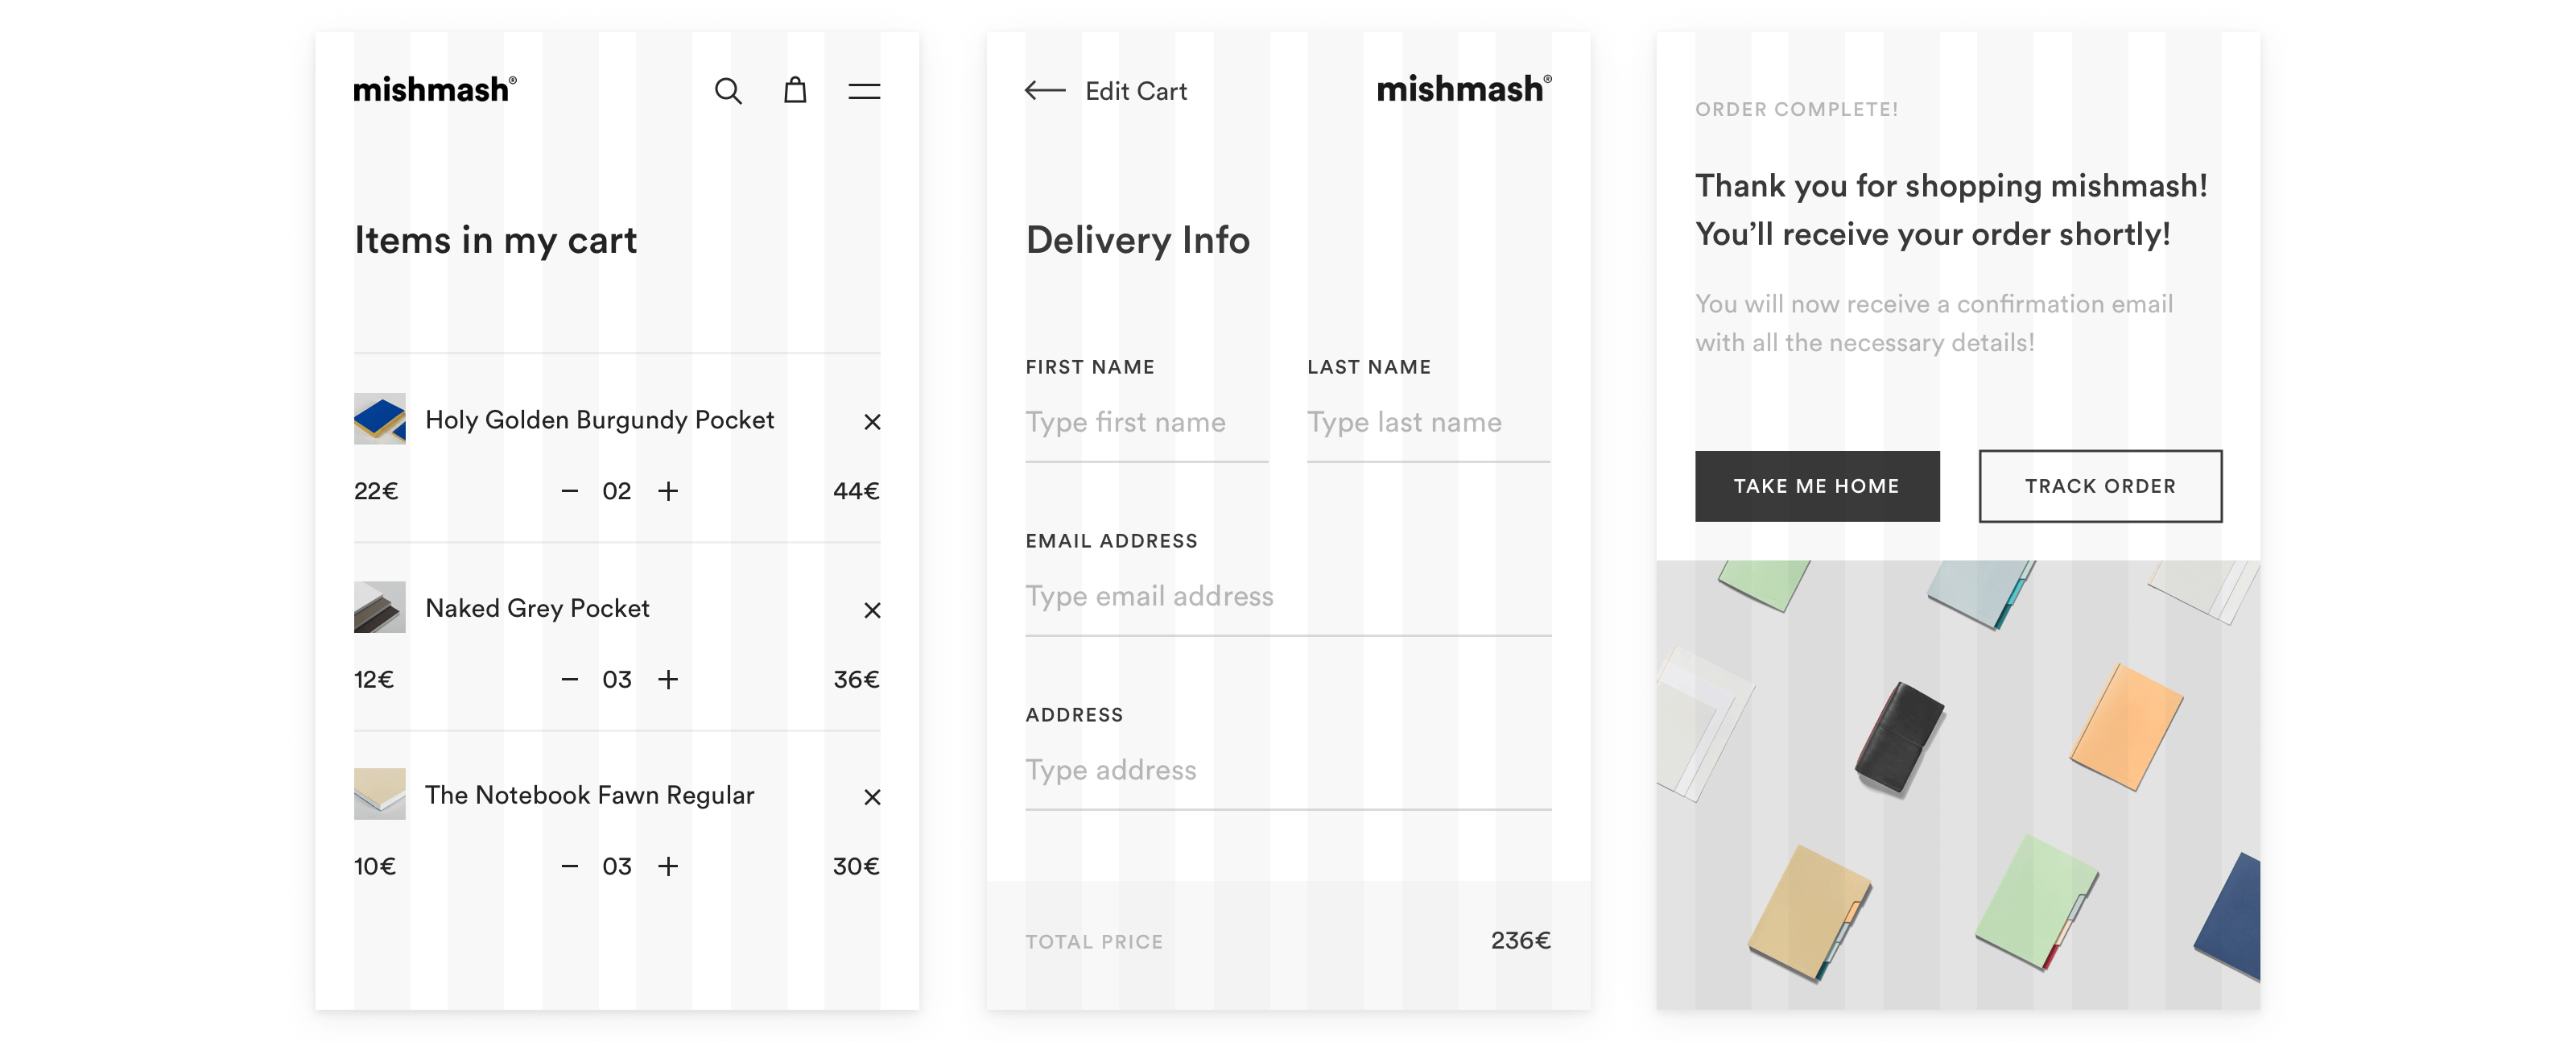 mishmash®
Items in my cart
Holy Golden Burgundy Pocket
22€ − 02 + 44€
Naked Grey Pocket
12€ − 03 + 36€
The Notebook Fawn Regular
10€ − 03 + 30€
Edit Cart
mishmash®
Delivery Info
FIRST NAME LAST NAME
Type first name Type last name
EMAIL ADDRESS
Type email address
ADDRESS
Type address
TOTAL PRICE 236€
ORDER COMPLETE!
Thank you for shopping mishmash!
You’ll receive your order shortly!
You will now receive a confirmation email
with all the necessary details!
TAKE ME HOME TRACK ORDER